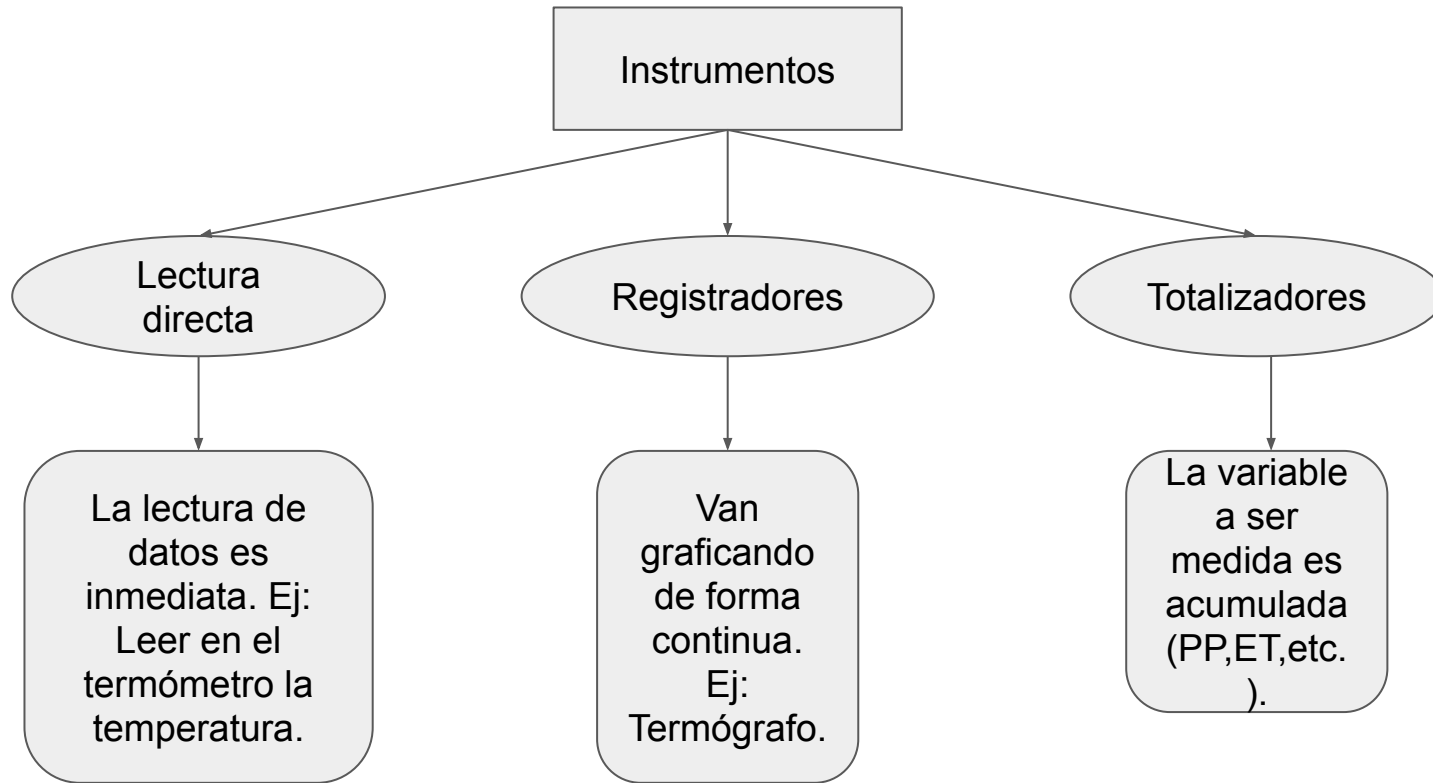 Instrumentos
Lectura
directa
Registradores
Totalizadores
La lectura de
datos es
inmediata. Ej:
Leer en el
termómetro la
temperatura.
Van
graficando
de forma
continua.
Ej:
Termógrafo.
La variable
a ser
medida es
acumulada
(PP,ET,etc.
).